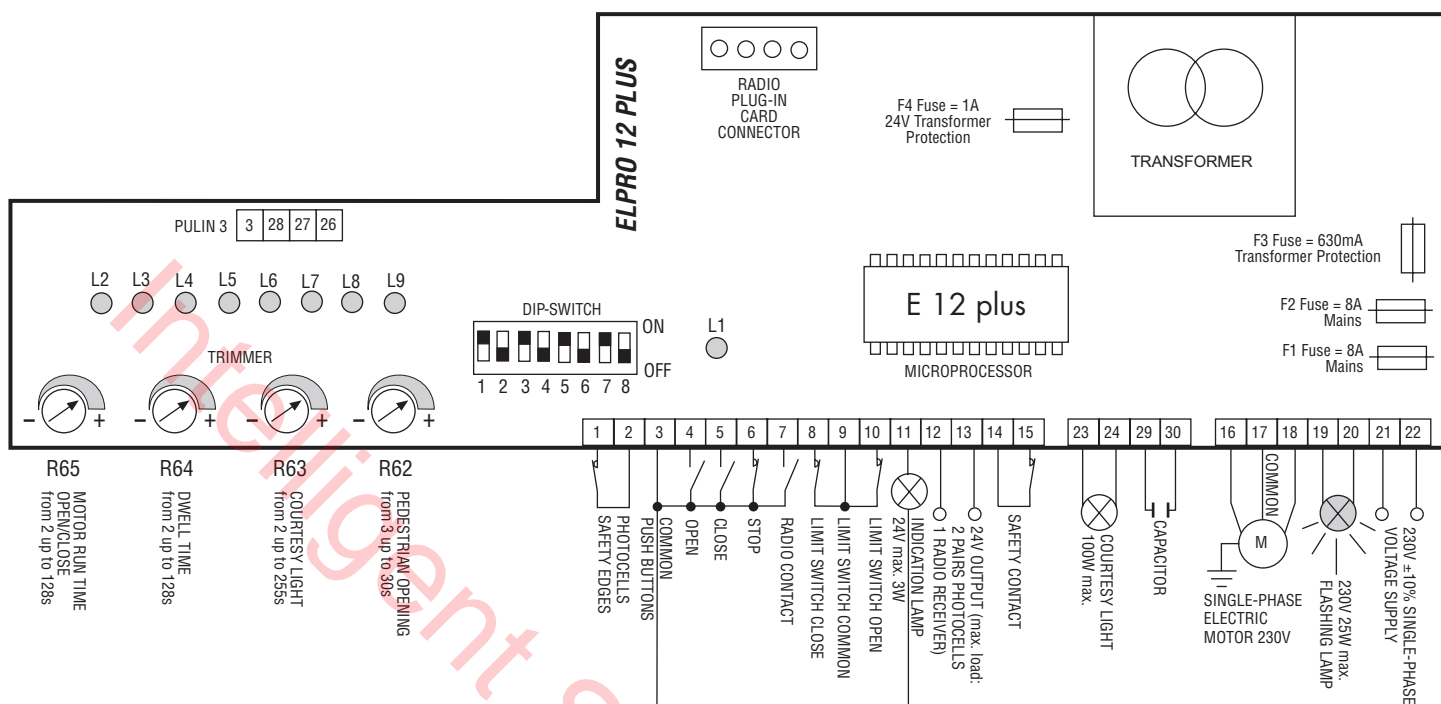 ELPRO 12 PLUS
RADIO
PLUG-IN
CARD
CONNECTOR
F4 Fuse = 1A
24V Transformer
Protection
TRANSFORMER
PULIN 3
3 28 27 26
F3 Fuse = 630mA
Transformer Protection
L2 L3 L4 L5 L6 L7 L8 L9
DIP-SWITCH
ON
OFF
1 2 3 4 5 6 7 8
L1
E 12 plus
MICROPROCESSOR
F2 Fuse = 8A
Mains
F1 Fuse = 8A
Mains
TRIMMER
- + - + - + - +
1 2 3 4 5 6 7 8 9 10 11 12 13 14 15
23 24 29 30
16 17 18 19 20 21 22
R65
MOTOR RUN TIME
OPEN/CLOSE
from 2 up to 128s
R64
DWELL TIME
from 2 up to 128s
R63
COURTESY LIGHT
from 2 up to 255s
R62
PEDESTRIAN OPENING
from 3 up to 30s
PHOTOCELLS
SAFETY EDGES
COMMON
PUSH BUTTONS
OPEN
CLOSE
STOP
RADIO CONTACT
LIMIT SWITCH CLOSE
LIMIT SWITCH COMMON
LIMIT SWITCH OPEN
INDICATION LAMP
24V max. 3W
24V OUTPUT (max. load:
2 PAIRS PHOTOCELLS
1 RADIO RECEIVER)
SAFETY CONTACT
COURTESY LIGHT
100W max.
CAPACITOR
COMMON
M
SINGLE-PHASE
ELECTRIC
MOTOR 230V
230V 25W max.
FLASHING LAMP
230V ±10% SINGLE-PHASE
VOLTAGE SUPPLY
Intelligent